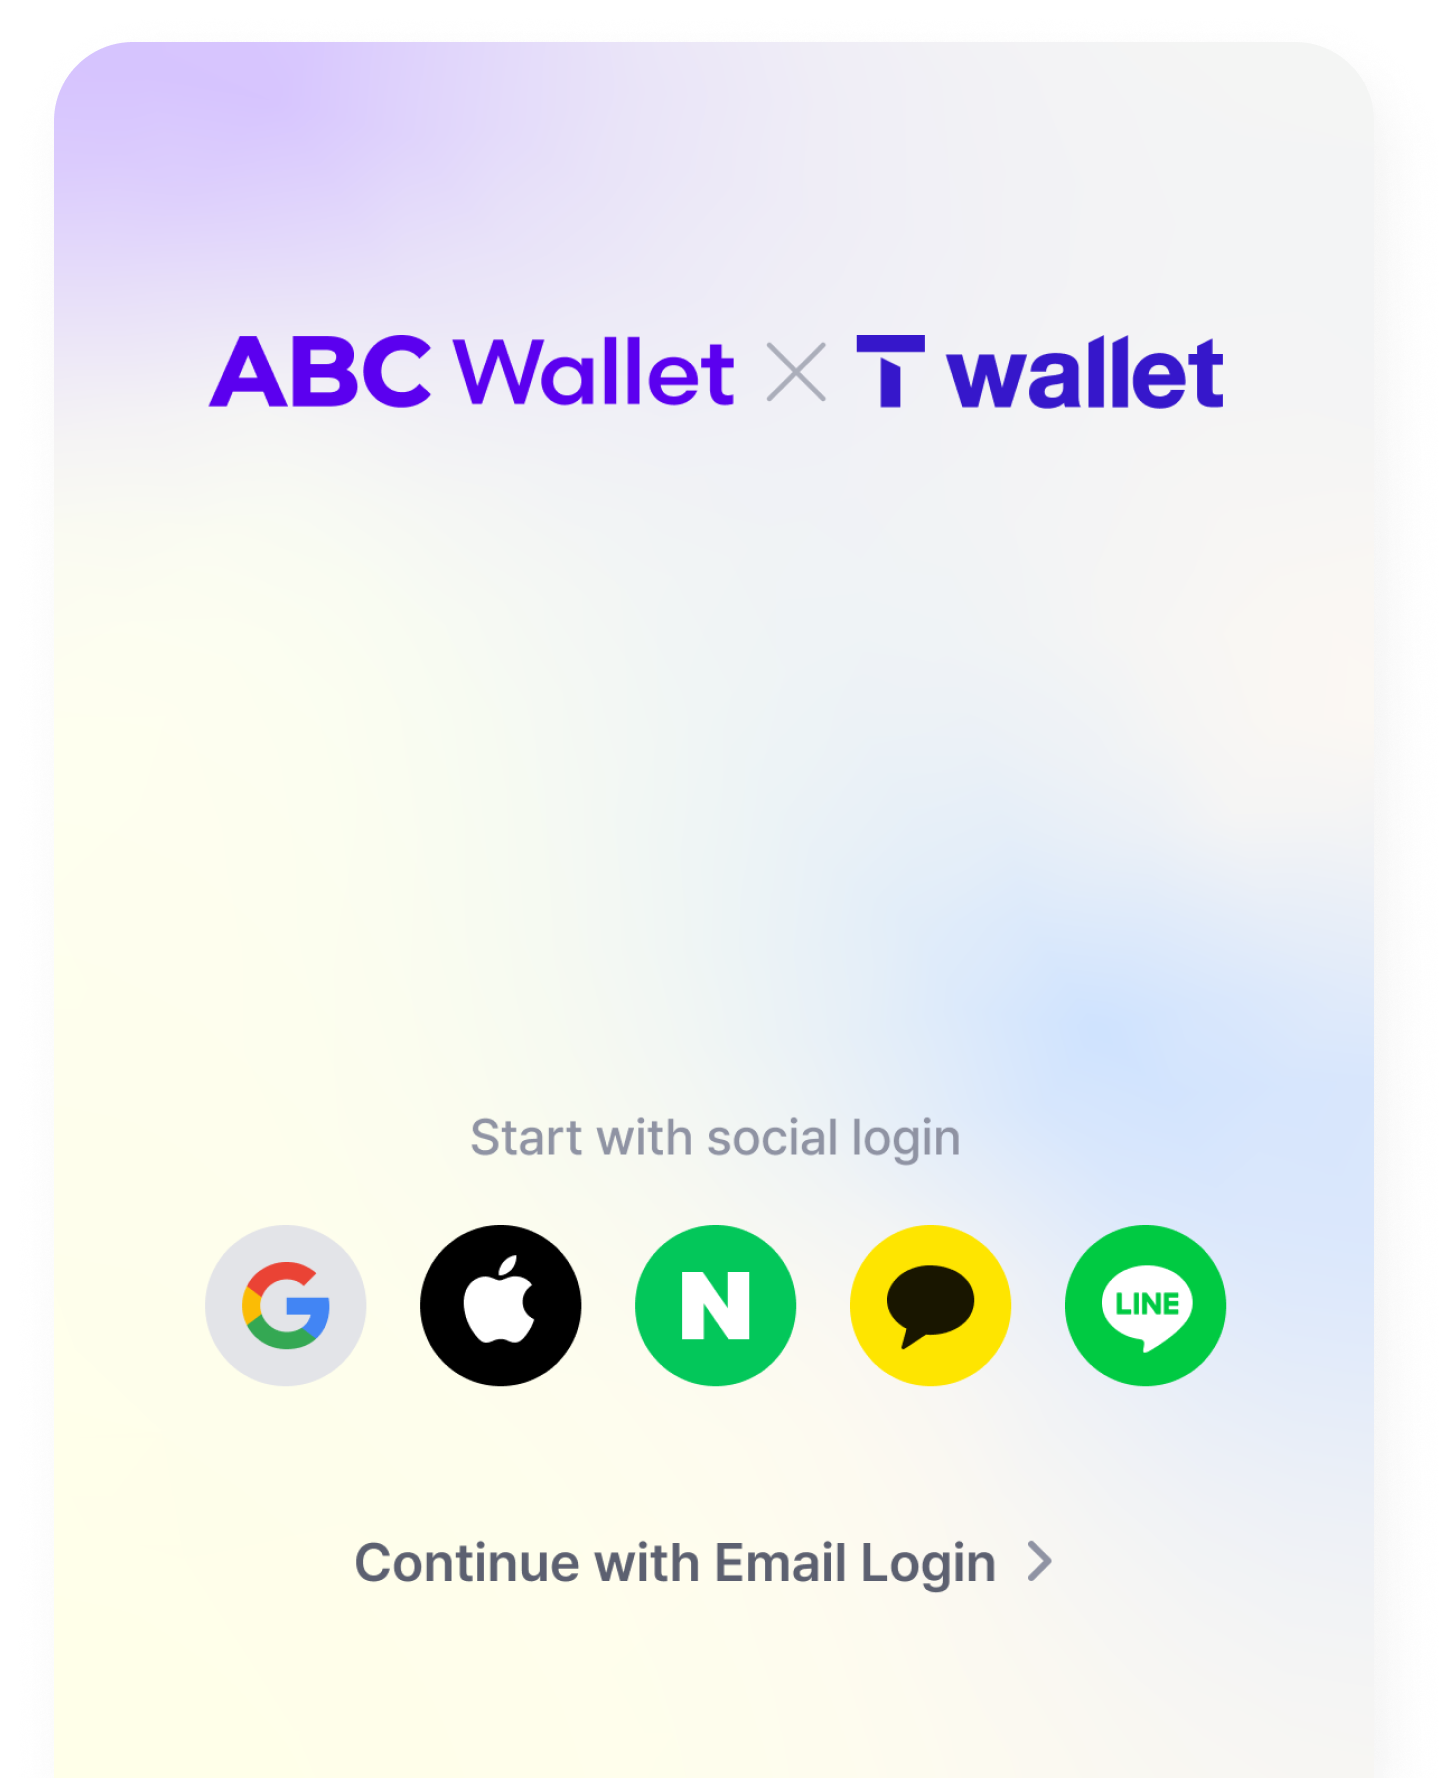 ABC Wallet × T wallet
Start with social login
N
LINE
Continue with Email Login >